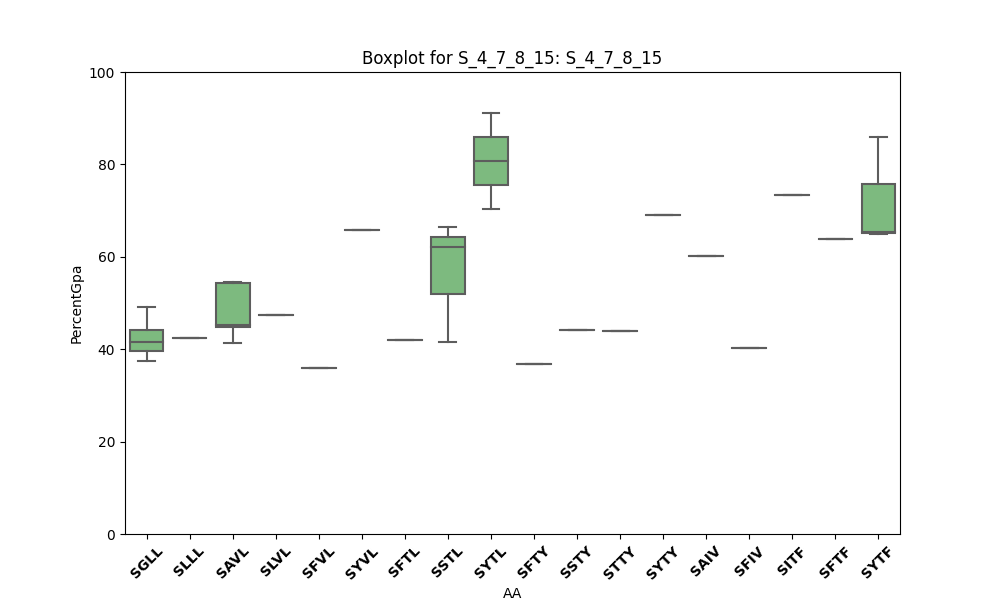 Boxplot for S_4_7_8_15: S_4_7_8_15
100
80
60
40
20
0
PercentGpa
SGLL SLLL SAVL SLVL SFVL SYVL SFTL SSTL SYTL SFTY SSTY STTY SYTY SAIV SFIV SITF SFTF SYTF
AA